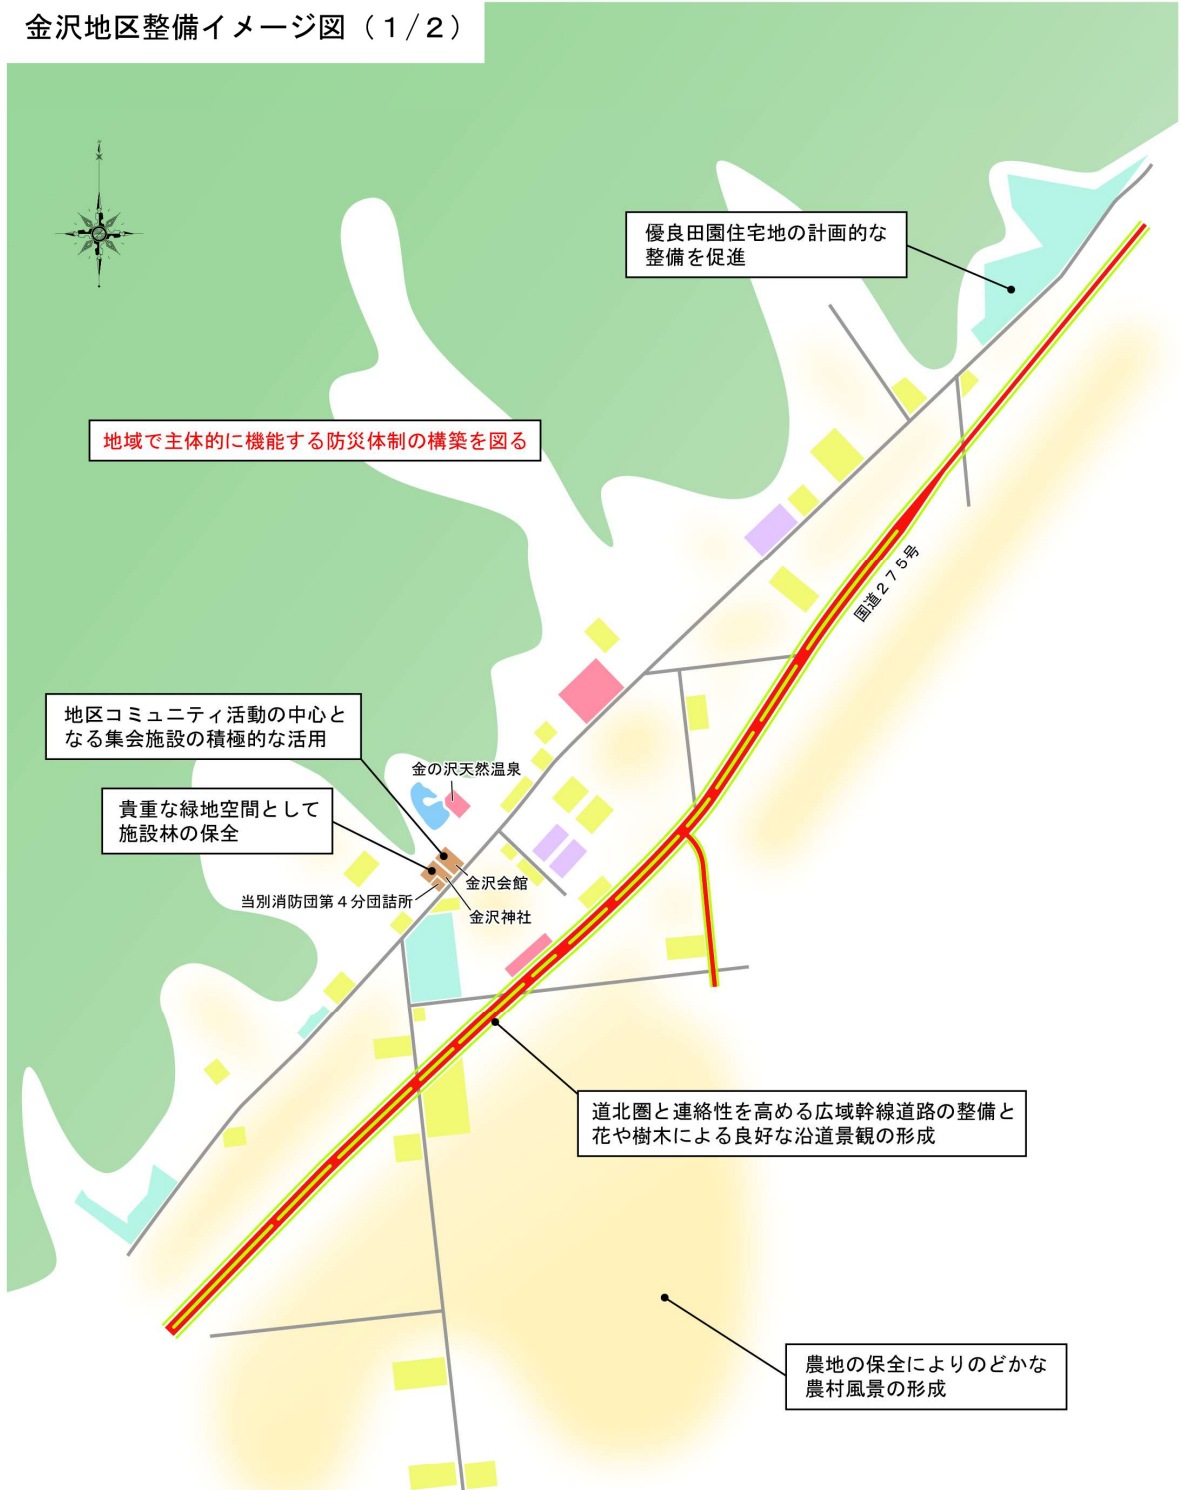 金沢地区整備イメージ図（１/２）
優良田園住宅地の計画的な
整備を促進
地域で主体的に機能する防災体制の構築を図る
国道２７５号
地区コミュニティ活動の中心と
なる集会施設の積極的な活用
金の沢天然温泉
貴重な緑地空間として
施設林の保全
金沢会館
当別消防団第４分団詰所
金沢神社
道北圏と連絡性を高める広域幹線道路の整備と
花や樹木による良好な沿道景観の形成
農地の保全によりのどかな
農村風景の形成